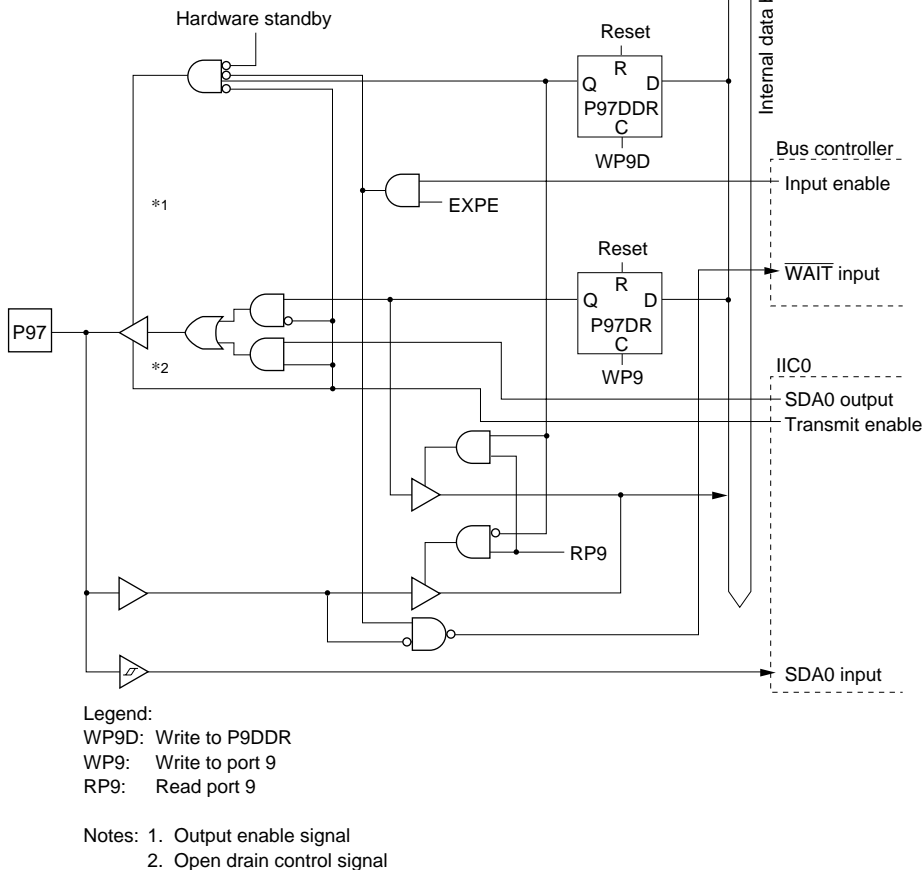 Hardware standby
Reset
R
Q D
P97DDR
C
WP9D
Internal data
Bus controller
Input enable
EXPE
*1
WAIT input
Reset
R
Q D
P97DR
C
WP9
P97
*2
IIC0
SDA0 output
Transmit enable
RP9
SDA0 input
Legend:
WP9D: Write to P9DDR
WP9: Write to port 9
RP9: Read port 9
Notes: 1. Output enable signal
2. Open drain control signal